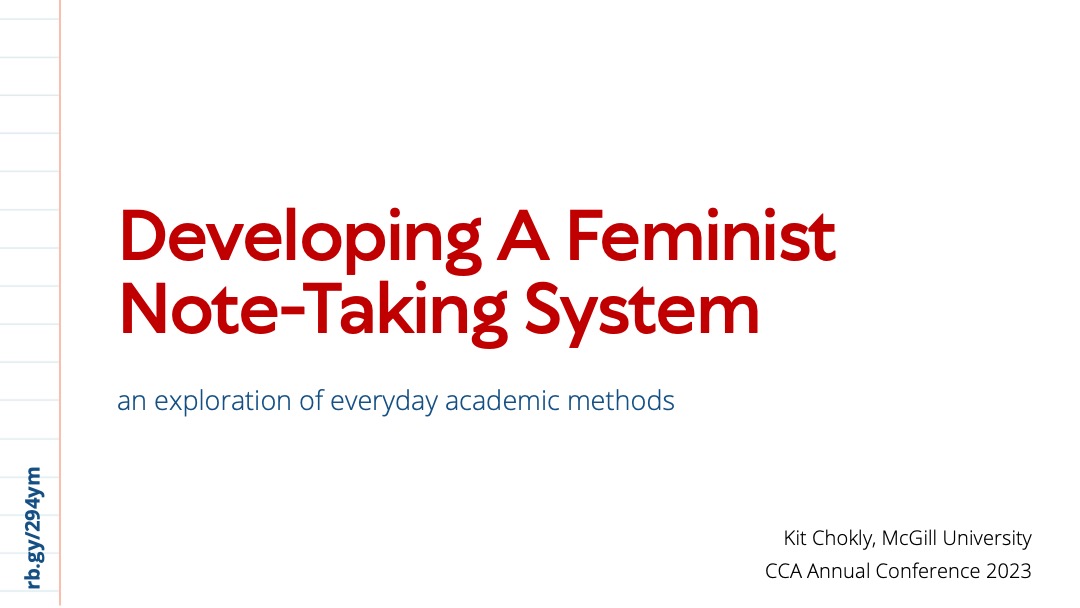 Developing A Feminist
Note-Taking System
an exploration of everyday academic methods
rb.gy/294ym
Kit Chokly, McGill University
CCA Annual Conference 2023